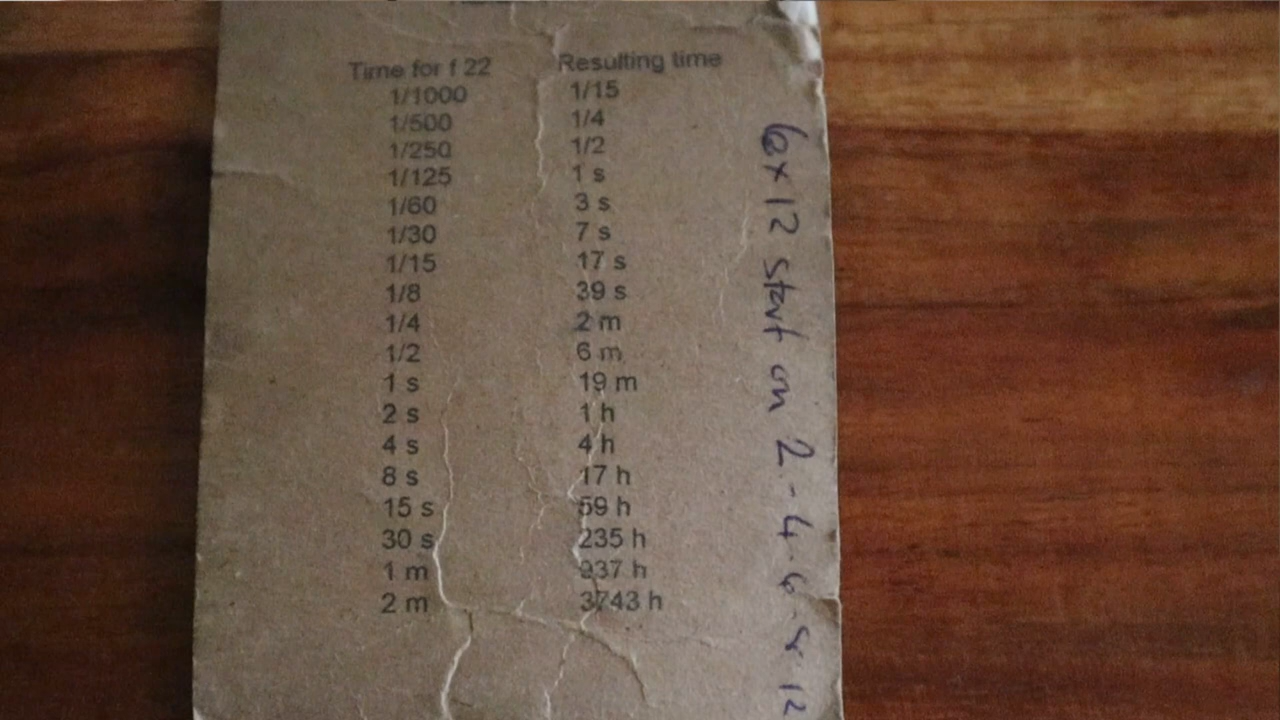 Time for f 22 Resulting time
1/1000 1/15
1/500 1/4
1/250 1/2
1/125 1 s
1/60 3 s
1/30 7 s
1/15 17 s
1/8 39 s
1/4 2 m
1/2 6 m
1 s 19 m
2 s 1 h
4 s 4 h
8 s 17 h
15 s 59 h
30 s 235 h
1 m 937 h
2 m 3743 h
6x12 start on 2-4.6-8.12